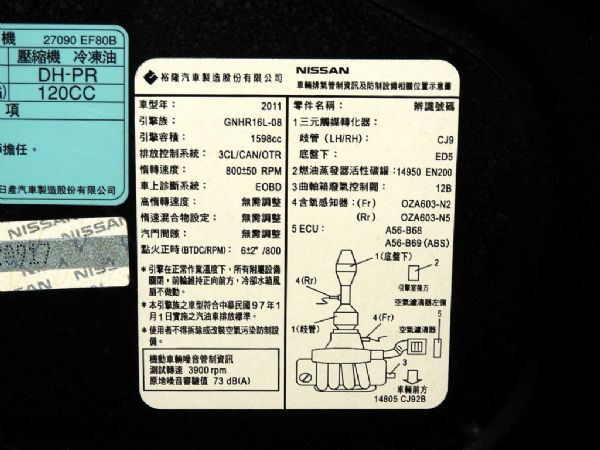 機 27090 EF80B
壓縮機 冷凍油
DH-PR
120CC
項
擔任。
日產汽車製造股份有限公司
NISSAN
裕隆汽車製造股份有限公司
車型年: 2011
引擎族: GNHR16L-08
引擎容積: 1598cc
排放控制系統: 3CL/CAN/OTR
惰轉速度: 800±50 RPM
車上診斷系統: EOBD
高惰轉速度: 無需調整
惰速混合物設定: 無需調整
汽門間隙: 無需調整
點火正時(BTDC/RPM): 6±2°/800
*引擎在正常作業溫度下,所有附屬設備
關閉,前輪維持正向前方,冷卻水箱風
扇不做動。
*本引擎族之車型符合中華民國97年1
月1日實施之汽油車排放標準。
*使用者不得拆除或改裝空氣污染防制設
備。
機動車輛噪音管制資訊
測試轉速 3900 rpm
原地噪音審驗值 73 dB(A)
NISSAN
車輛排氣管制資訊及防制設備相關位置示意圖
零件名稱: 辨識號碼
1三元觸媒轉化器:
歧管 (LH/RH): CJ9
底盤下: ED5
2燃油蒸發器活性碳罐: 14950 EN200
3曲軸箱廢氣控制閥: 12B
4含氧感知器: (Fr) OZA603-N2
(Rr) OZA603-N5
5 ECU: A56-B68
A56-B69 (ABS)
1(底盤下)
2
4(Rr)
引擎室後方
空氣濾清器左側
5
4(Fr)
空氣濾清器
1(歧管)
3
車輛前方
14805 CJ92B